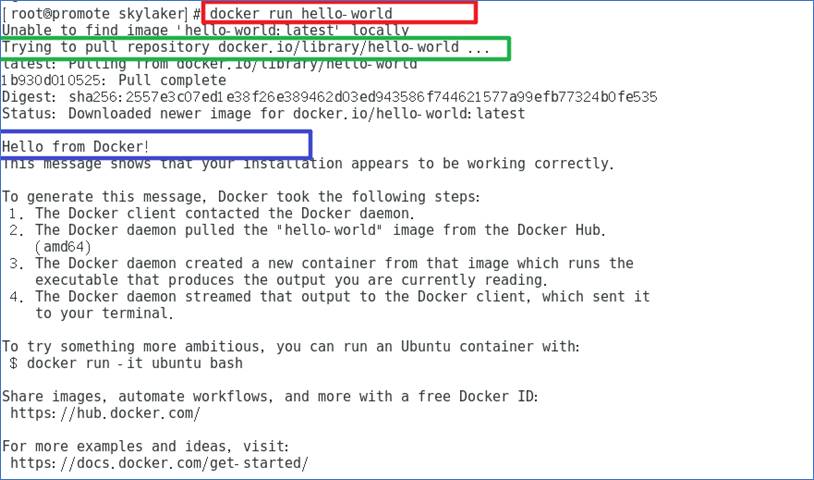 [root@promote skylaker]# docker run hello-world
Unable to find image 'hello-world:latest' locally
Trying to pull repository docker.io/library/hello-world ...
latest: Pulling from docker.io/library/hello-world
1b930d010525: Pull complete
Digest: sha256:2557e3c07ed1e38f26e389462d03ed943586f744621577a99efb77324b0fe535
Status: Downloaded newer image for docker.io/hello-world:latest
Hello from Docker!
This message shows that your installation appears to be working correctly.
To generate this message, Docker took the following steps:
1. The Docker client contacted the Docker daemon.
2. The Docker daemon pulled the "hello-world" image from the Docker Hub.
(amd64)
3. The Docker daemon created a new container from that image which runs the
executable that produces the output you are currently reading.
4. The Docker daemon streamed that output to the Docker client, which sent it
to your terminal.
To try something more ambitious, you can run an Ubuntu container with:
$ docker run -it ubuntu bash
Share images, automate workflows, and more with a free Docker ID:
https://hub.docker.com/
For more examples and ideas, visit:
https://docs.docker.com/get-started/